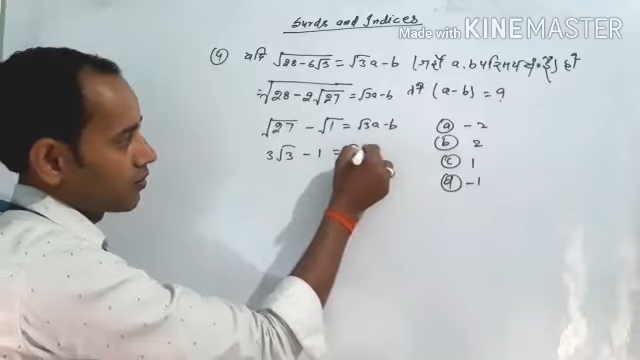 Surds and Indices
Made with KINEMASTER
④ यदि √28-6√3 = √3a-b (जहाँ a, b परिमेय सं० हैं) हो
=√28-2√27 = √3a-b तो (a-b) = ?
√27 - √1 = √3a-b
3√3 - 1 =
ⓐ -2
ⓑ 2
ⓒ 1
ⓓ -1